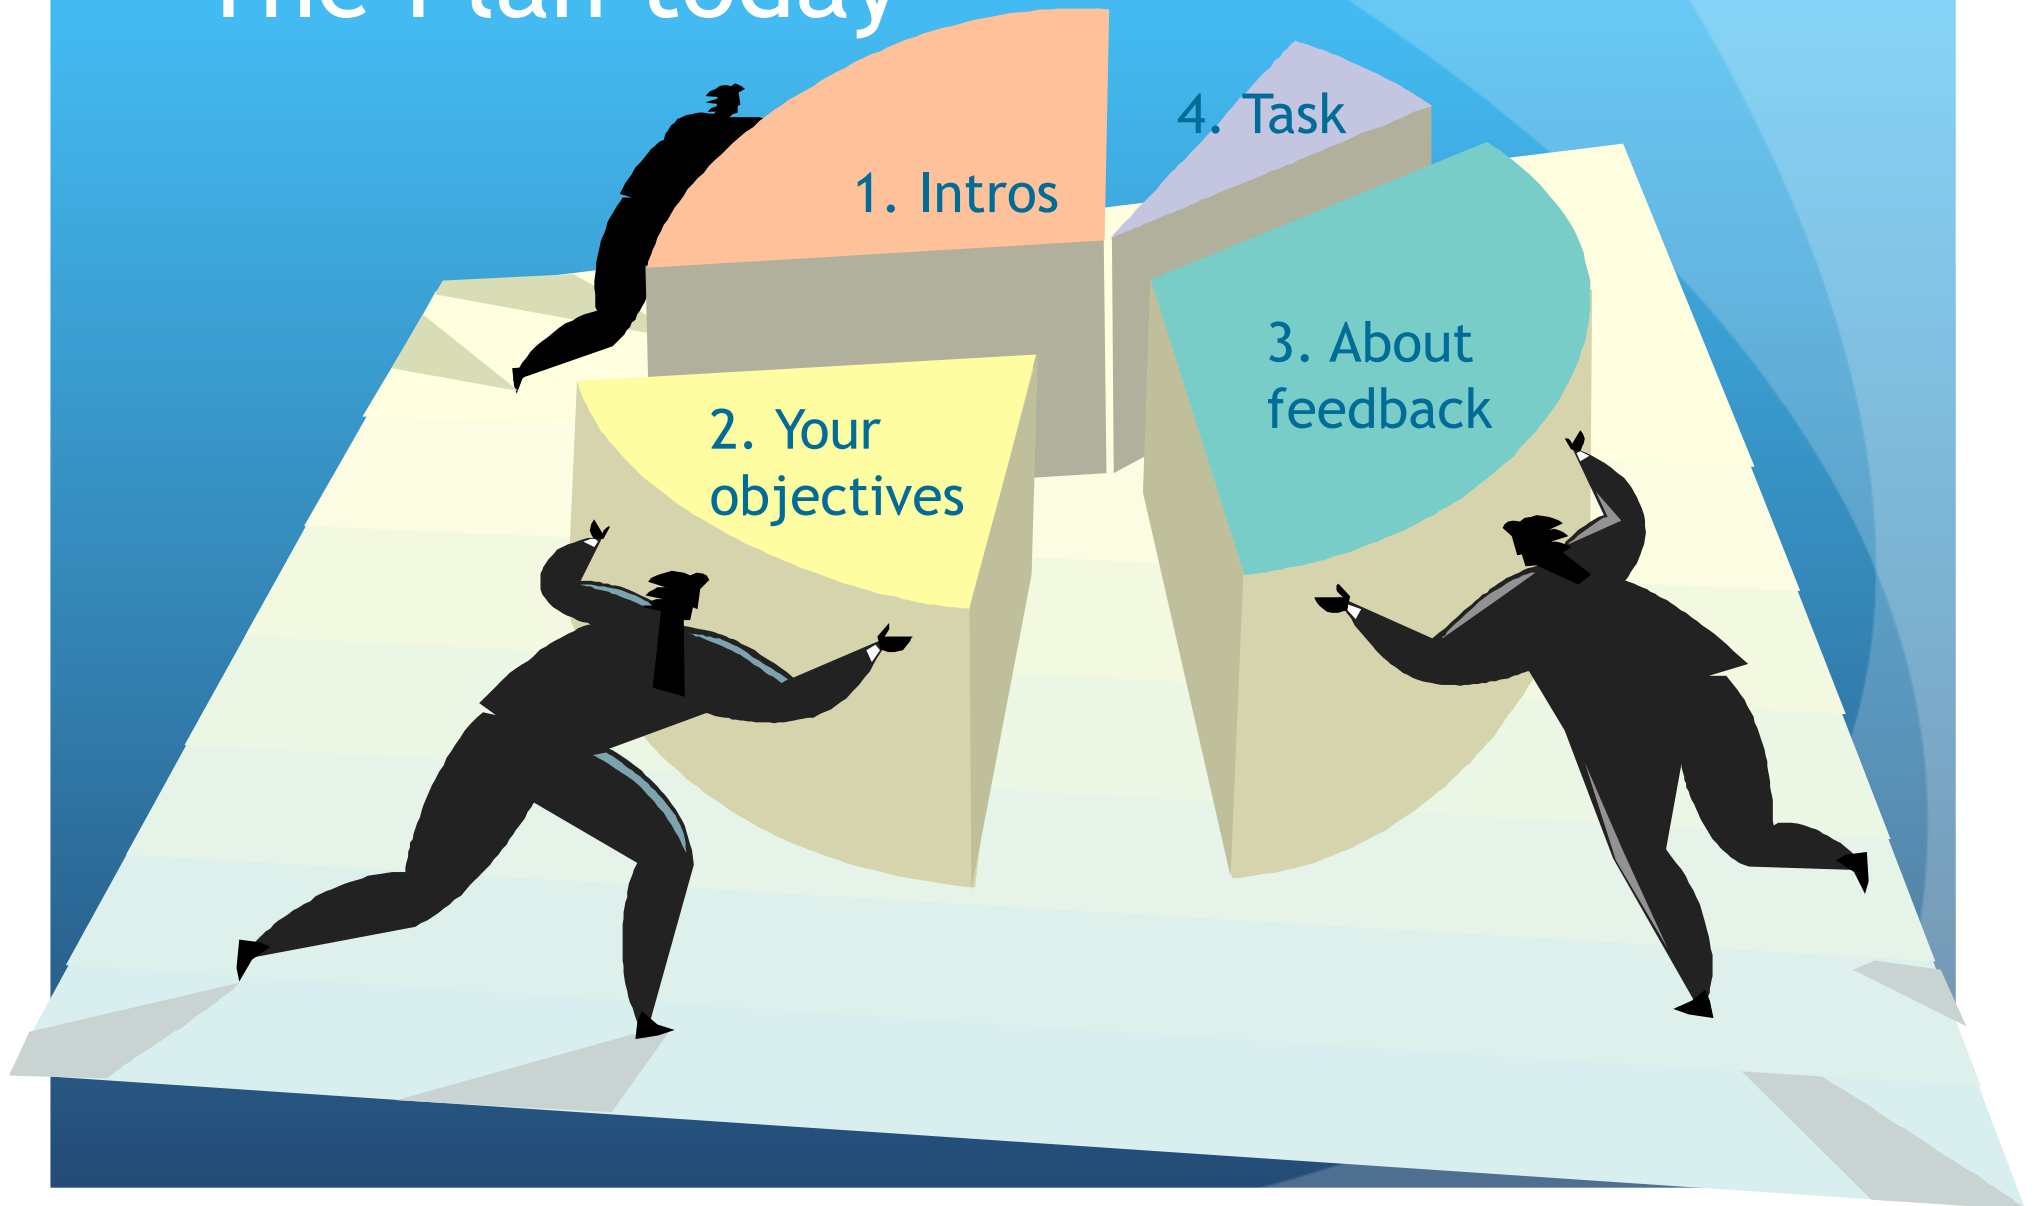 The Plan today
1. Intros
4. Task
2. Your
objectives
3. About
feedback